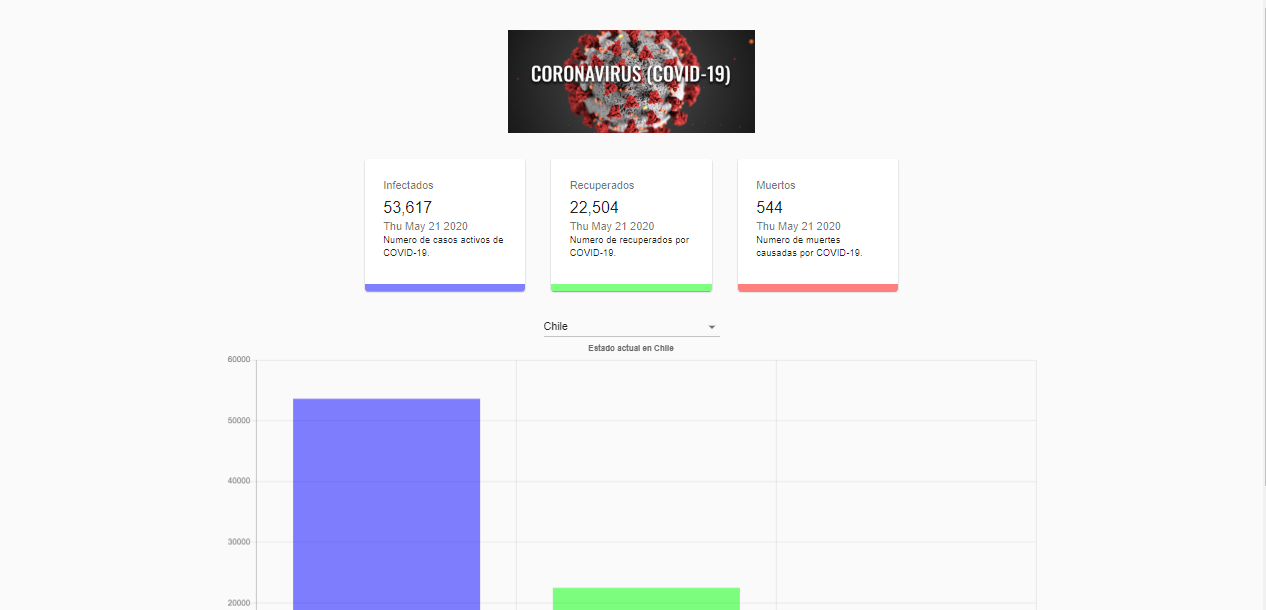 CORONAVIRUS (COVID-19)
Infectados
53,617
Thu May 21 2020
Numero de casos activos de
COVID-19.
Recuperados
22,504
Thu May 21 2020
Numero de recuperados por
COVID-19.
Muertos
544
Thu May 21 2020
Numero de muertes
causadas por COVID-19.
Chile
Estado actual en Chile
60000
50000
40000
30000
20000